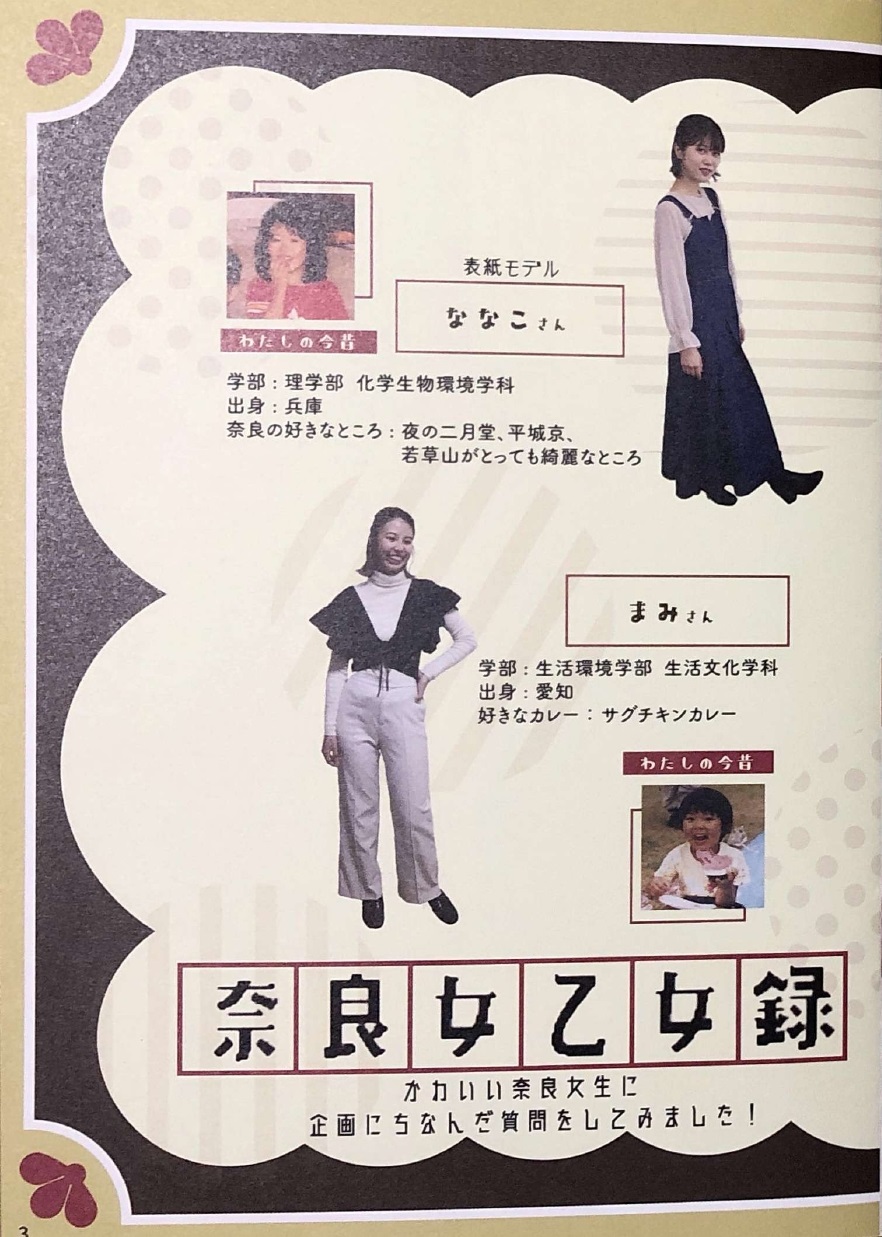 表紙モデル
ななこさん
わたしの今昔
学部：理学部 化学生物環境学科
出身：兵庫
奈良の好きなところ：夜の二月堂、平城京、
若草山がとっても綺麗なところ
まみさん
学部：生活環境学部 生活文化学科
出身：愛知
好きなカレー：サグチキンカレー
わたしの今昔
奈良女乙女録
かわいい奈良女生に
企画にちなんだ質問をしてみました！
3